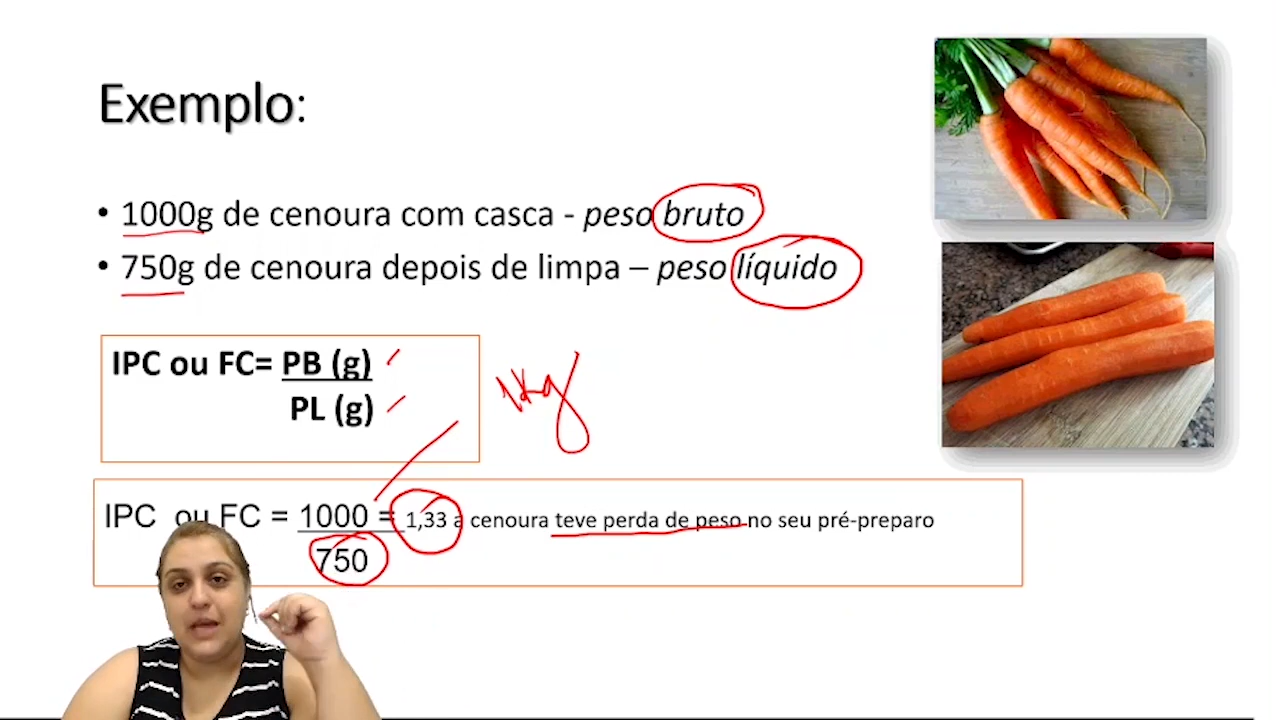 Exemplo:
• 1000g de cenoura com casca - peso bruto
• 750g de cenoura depois de limpa – peso líquido
IPC ou FC= PB (g)
PL (g)
1kg
IPC ou FC = 1000 = 1,33 a cenoura teve perda de peso no seu pré-preparo
750